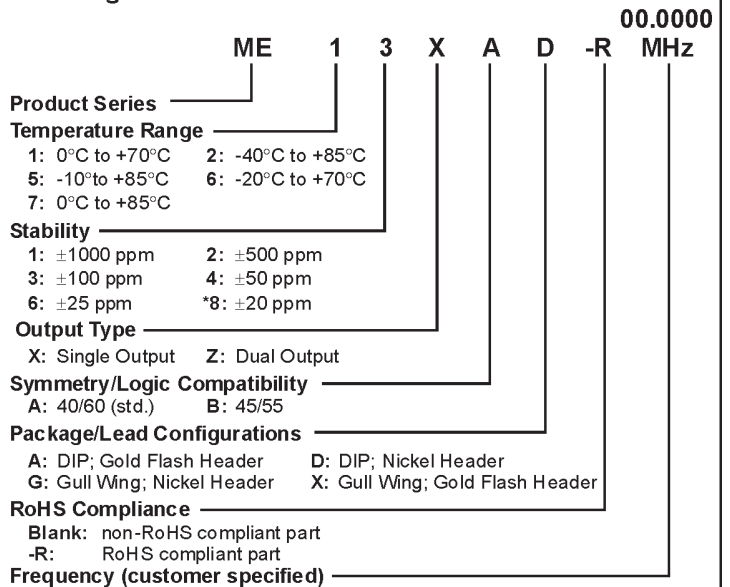 00.0000
ME 1 3 X A D -R MHz
Product Series
Temperature Range
1: 0°C to +70°C 2: -40°C to +85°C
5: -10°to +85°C 6: -20°C to +70°C
7: 0°C to +85°C
Stability
1: ±1000 ppm 2: ±500 ppm
3: ±100 ppm 4: ±50 ppm
6: ±25 ppm *8: ±20 ppm
Output Type
X: Single Output Z: Dual Output
Symmetry/Logic Compatibility
A: 40/60 (std.) B: 45/55
Package/Lead Configurations
A: DIP; Gold Flash Header D: DIP; Nickel Header
G: Gull Wing; Nickel Header X: Gull Wing; Gold Flash Header
RoHS Compliance
Blank: non-RoHS compliant part
-R: RoHS compliant part
Frequency (customer specified)